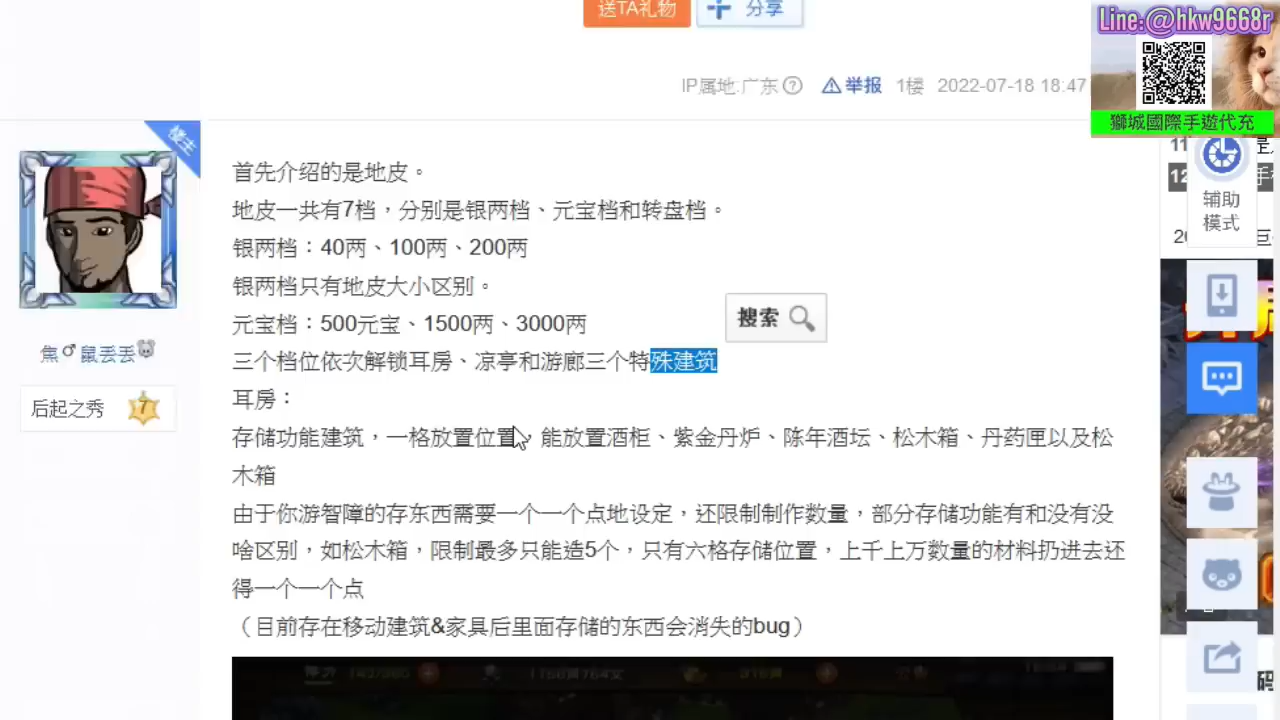 送TA礼物
分享
Line:@hkw9668r
獅城國際手遊代充
IP属地:广东
举报
1楼
2022-07-18 18:47
楼主
辅助
模式
首先介绍的是地皮。
地皮一共有7档，分别是银两档、元宝档和转盘档。
银两档：40两、100两、200两
银两档只有地皮大小区别。
元宝档：500元宝、1500两、3000两
搜索
三个档位依次解锁耳房、凉亭和游廊三个特殊建筑
焦♂鼠丢丢🐭
后起之秀
7
耳房：
存储功能建筑，一格放置位置，能放置酒柜、紫金丹炉、陈年酒坛、松木箱、丹药匣以及松
木箱
由于你游智障的存东西需要一个一个点地设定，还限制制作数量，部分存储功能有和没有没
啥区别，如松木箱，限制最多只能造5个，只有六格存储位置，上千上万数量的材料扔进去还
得一个一个点
（目前存在移动建筑&家具后里面存储的东西会消失的bug）